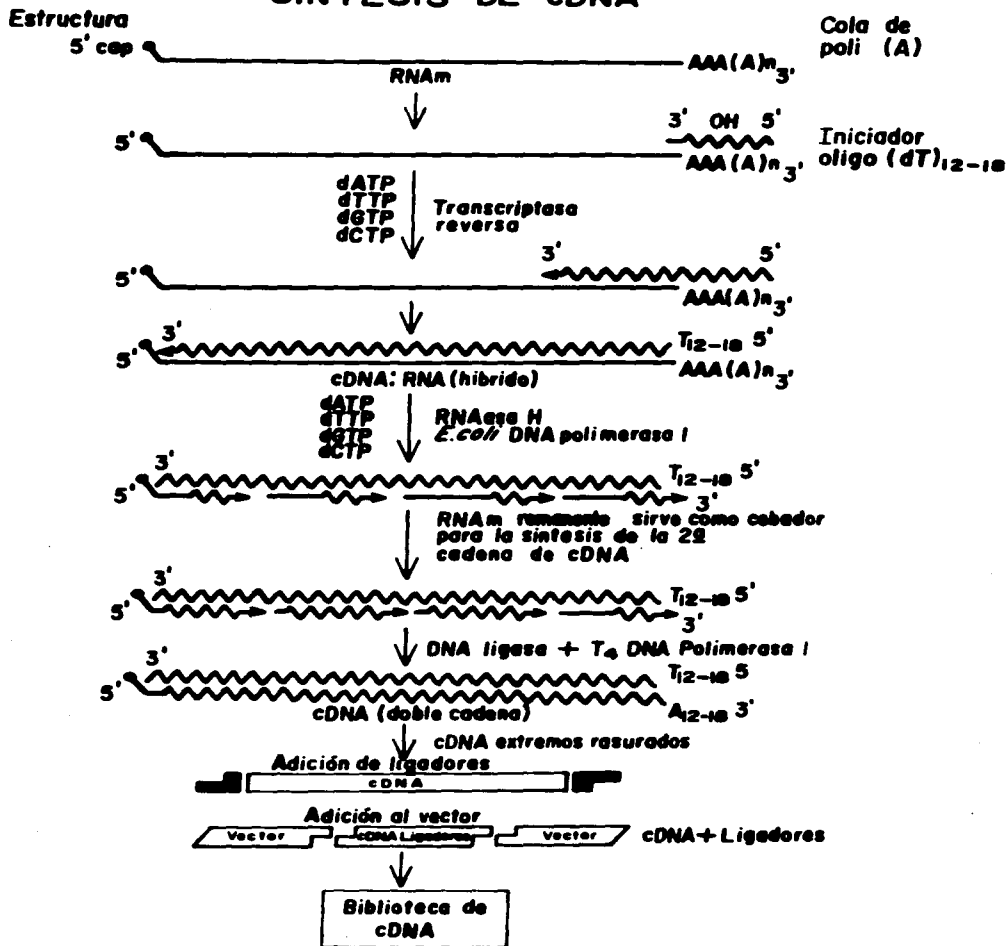 SINTESIS DE cDNA
Estructura
5' cap
Cola de
poli (A)
AAA(A)n 3'
RNAm
3' OH 5'
5'
Iniciador
oligo (dT)12-18
AAA(A)n 3'
dATP
dTTP
dGTP
dCTP
Transcriptasa
reversa
3' 5'
5'
AAA(A)n 3'
3' T12-18 5'
5' AAA(A)n 3'
cDNA: RNA (hibrido)
dATP
dTTP
dGTP
dCTP
RNAasa H
E.coli DNA polimerasa I
3' T12-18 5'
5' 3'
RNAm remanente sirve como cebador
para la sintesis de la 2ª
cadena de cDNA
3' T12-18 5'
5' 3'
DNA ligasa + T4 DNA Polimerasa I
3' T12-18 5
5' A12-18 3'
cDNA (doble cadena)
cDNA extremos rasurados
Adición de ligadores
cDNA
Adición al vector
Vector cDNA Ligadores Vector cDNA+Ligadores
Biblioteca de
cDNA